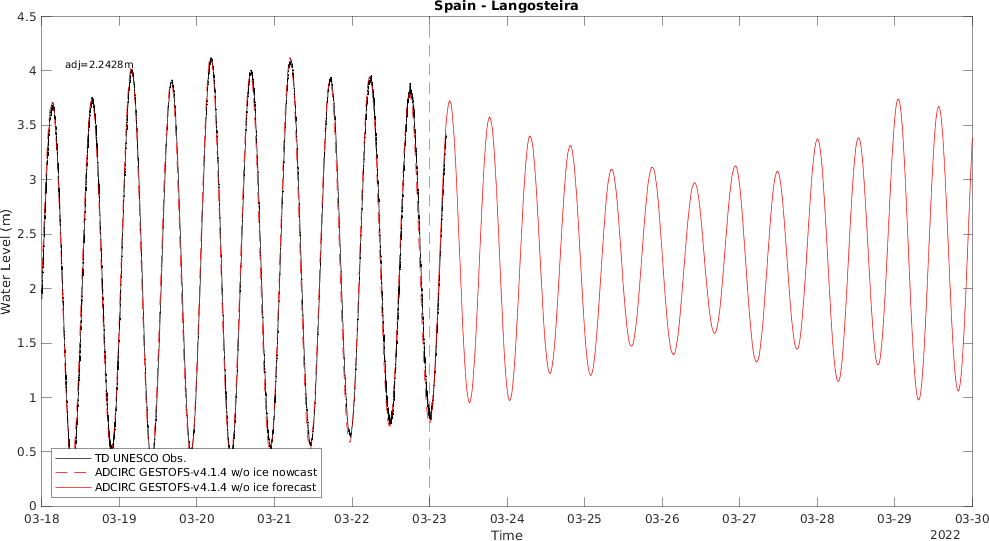 Spain - Langosteira
adj=2.2428m
Water Level (m)
4.5
4
3.5
3
2.5
2
1.5
1
0.5
0
TD UNESCO Obs.
ADCIRC GESTOFS-v4.1.4 w/o ice nowcast
ADCIRC GESTOFS-v4.1.4 w/o ice forecast
03-18 03-19 03-20 03-21 03-22 03-23 03-24 03-25 03-26 03-27 03-28 03-29 03-30
Time
2022